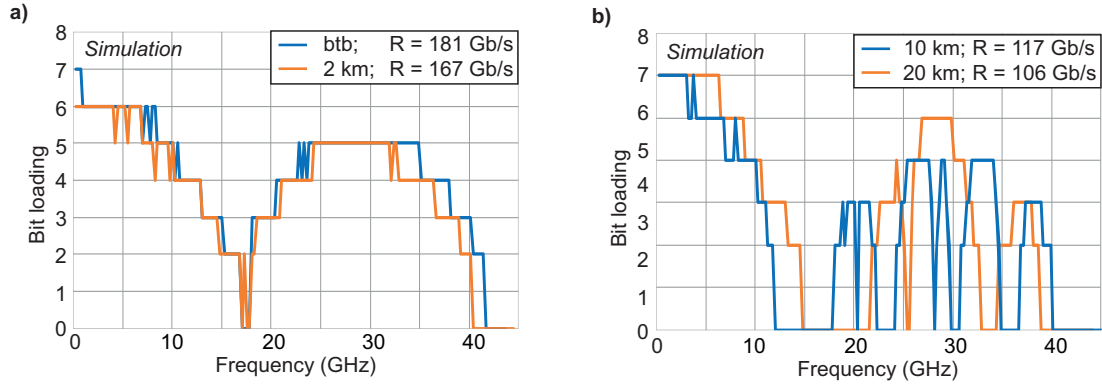 a)
Simulation
btb; R = 181 Gb/s
2 km; R = 167 Gb/s
Bit loading
8
7
6
5
4
3
2
1
0
0 10 20 30 40
Frequency (GHz)
b)
Simulation
10 km; R = 117 Gb/s
20 km; R = 106 Gb/s
Bit loading
8
7
6
5
3
2
1
0
0 10 20 30 40
Frequency (GHz)